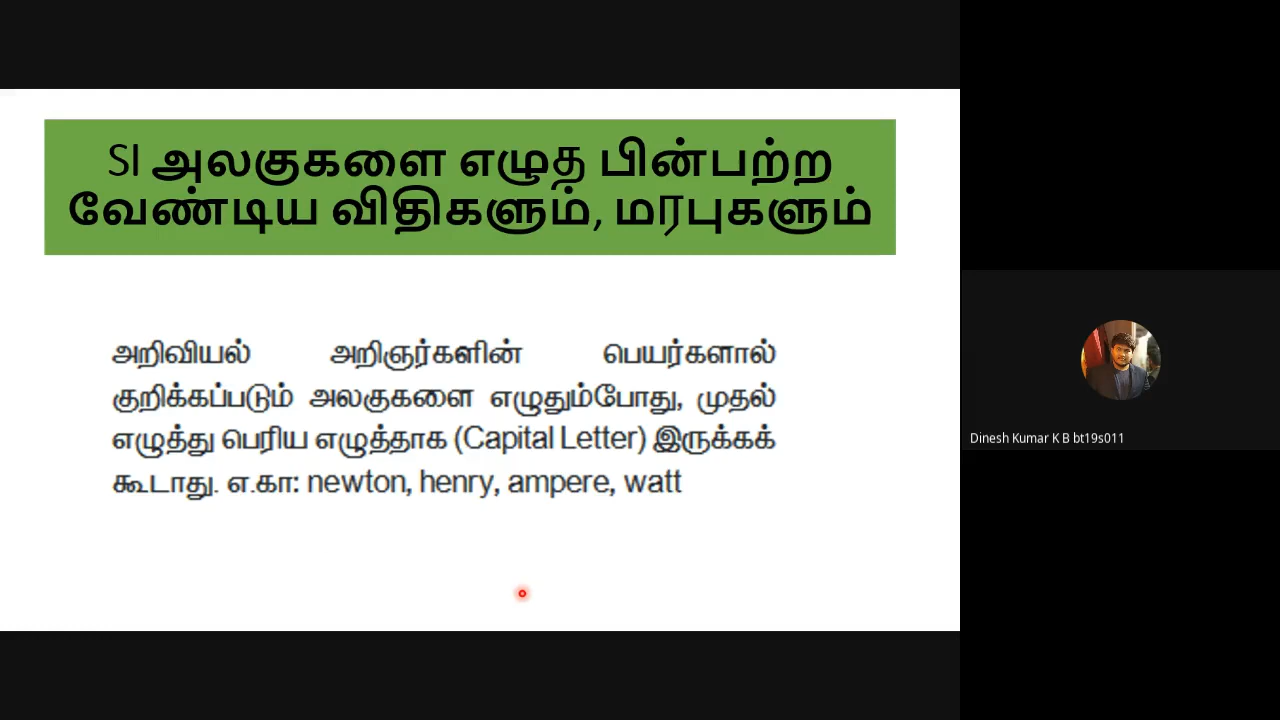 SI அலகுகளை எழுத பின்பற்ற
வேண்டிய விதிகளும், மரபுகளும்
அறிவியல் அறிஞர்களின் பெயர்களால்
குறிக்கப்படும் அலகுகளை எழுதும்போது, முதல்
எழுத்து பெரிய எழுத்தாக (Capital Letter) இருக்கக்
கூடாது. எ.கா: newton, henry, ampere, watt
Dinesh Kumar K B bt19s011